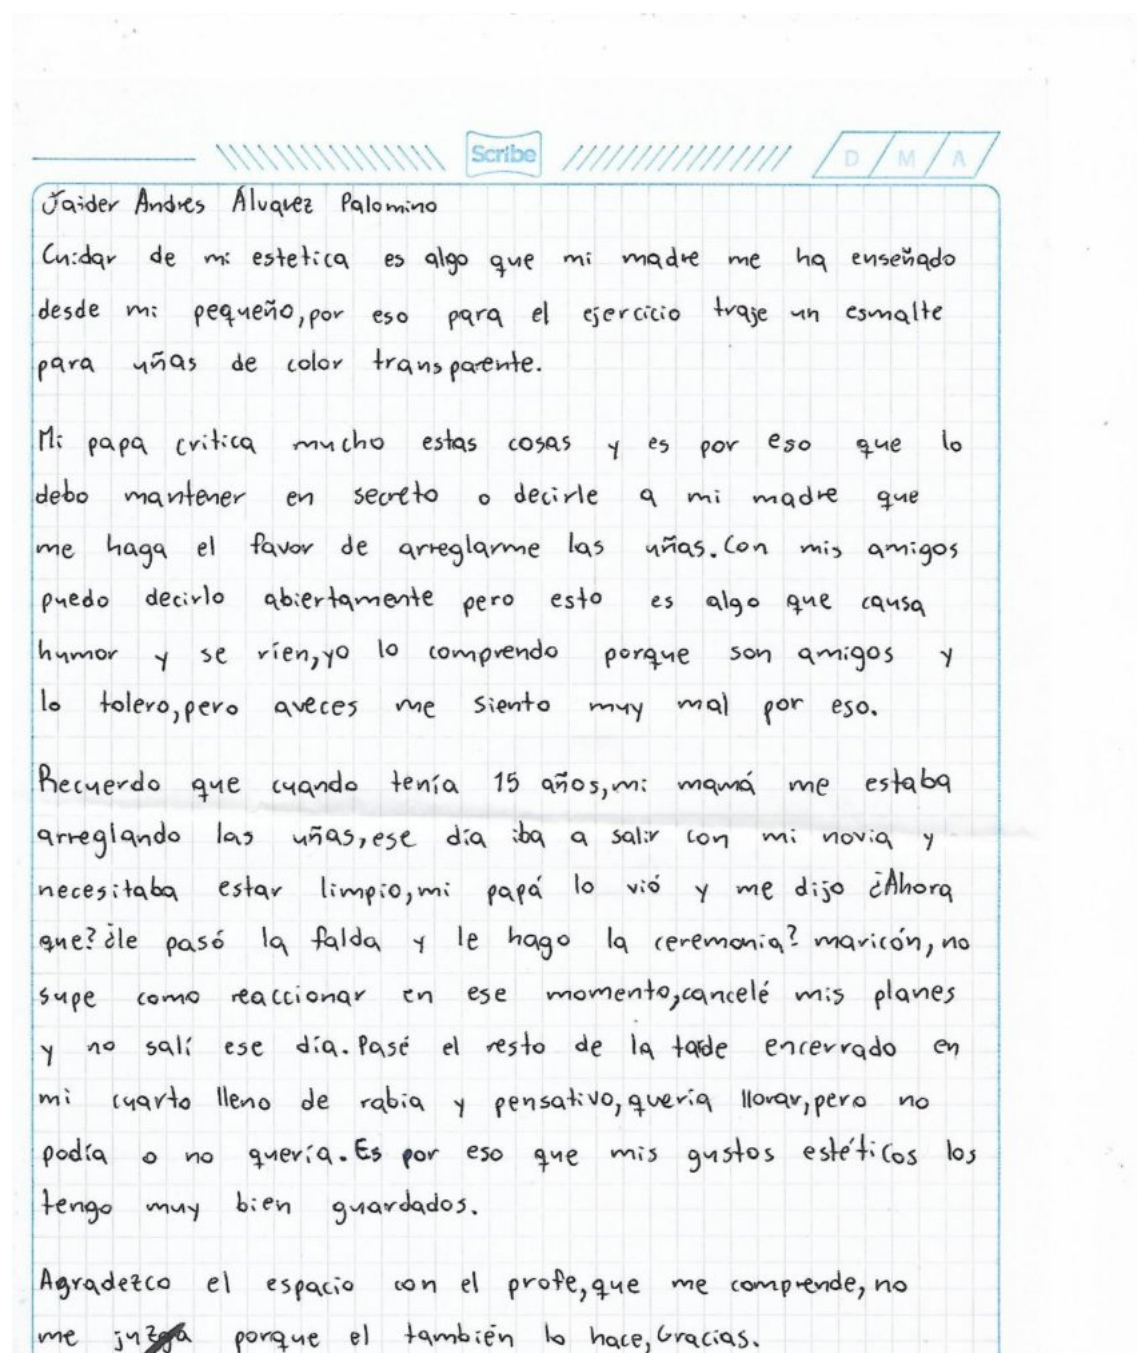 Scribe
D M A
Jaider Andres Álvarez Palomino
Cuidar de mi estetica es algo que mi madre me ha enseñado
desde mi pequeño, por eso para el ejercicio traje un esmalte
para uñas de color transparente.
Mi papa critica mucho estas cosas y es por eso que lo
debo mantener en secreto o decirle a mi madre que
me haga el favor de arreglarme las uñas. Con mis amigos
puedo decirlo abiertamente pero esto es algo que causa
humor y se ríen, yo lo comprendo porque son amigos y
lo tolero, pero aveces me siento muy mal por eso.
Recuerdo que cuando tenía 15 años, mi mamá me estaba
arreglando las uñas, ese día iba a salir con mi novia y
necesitaba estar limpio, mi papá lo vió y me dijo ¿Ahora
que? ¿le pasó la falda y le hago la ceremonia? maricón, no
supe como reaccionar en ese momento, cancelé mis planes
y no salí ese día. Pasé el resto de la tarde encerrado en
mi cuarto lleno de rabia y pensativo, quería llorar, pero no
podía o no quería. Es por eso que mis gustos estéticos los
tengo muy bien guardados.
Agradezco el espacio con el profe, que me comprende, no
me juzga porque el también lo hace, Gracias.